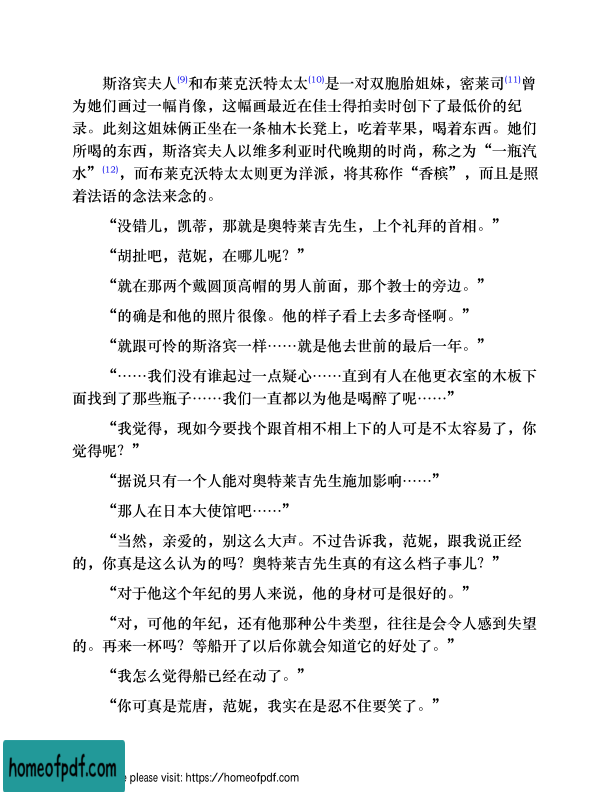 斯洛宾夫人(9)和布莱克沃特太太(10)是一对双胞胎姐妹，密莱司(11)曾
为她们画过一幅肖像，这幅画最近在佳士得拍卖时创下了最低价的纪
录。此刻这姐妹俩正坐在一条柚木长凳上，吃着苹果，喝着东西。她们
所喝的东西，斯洛宾夫人以维多利亚时代晚期的时尚，称之为“一瓶汽
水”(12)，而布莱克沃特太太则更为洋派，将其称作“香槟”，而且是照
着法语的念法来念的。
“没错儿，凯蒂，那就是奥特莱吉先生，上个礼拜的首相。”
“胡扯吧，范妮，在哪儿呢？”
“就在那两个戴圆顶高帽的男人前面，那个教士的旁边。”
“的确是和他的照片很像。他的样子看上去多奇怪啊。”
“就跟可怜的斯洛宾一样……就是他去世前的最后一年。”
“……我们没有谁起过一点疑心……直到有人在他更衣室的木板下
面找到了那些瓶子……我们一直都以为他是喝醉了呢……”
“我觉得，现如今要找个跟首相不相上下的人可是不太容易了，你
觉得呢？”
“据说只有一个人能对奥特莱吉先生施加影响……”
“那人在日本大使馆吧……”
“当然，亲爱的，别这么大声。不过告诉我，范妮，跟我说正经
的，你真是这么认为的吗？奥特莱吉先生真的有这么档子事儿？”
“对于他这个年纪的男人来说，他的身材可是很好的。”
“对，可他的年纪，还有他那种公牛类型，往往是会令人感到失望
的。再来一杯吗？等船开了以后你就会知道它的好处了。”
“我怎么觉得船已经在动了。”
“你可真是荒唐，范妮，我实在是忍不住要笑了。”
homeofpdf.com
e please visit: https://homeofpdf.com